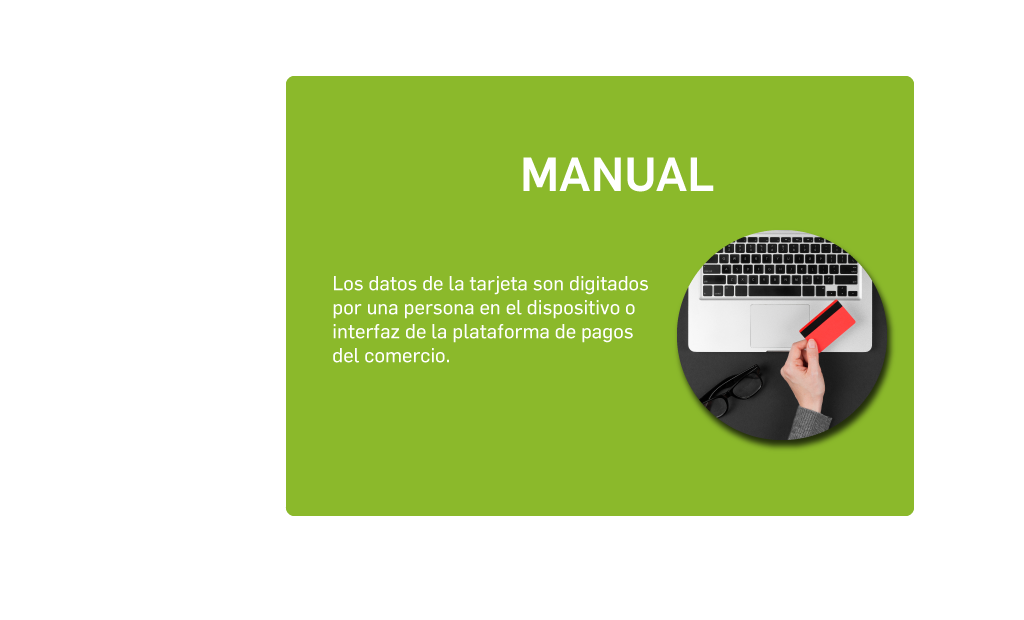 MANUAL
Los datos de la tarjeta son digitados
por una persona en el dispositivo o
interfaz de la plataforma de pagos
del comercio.